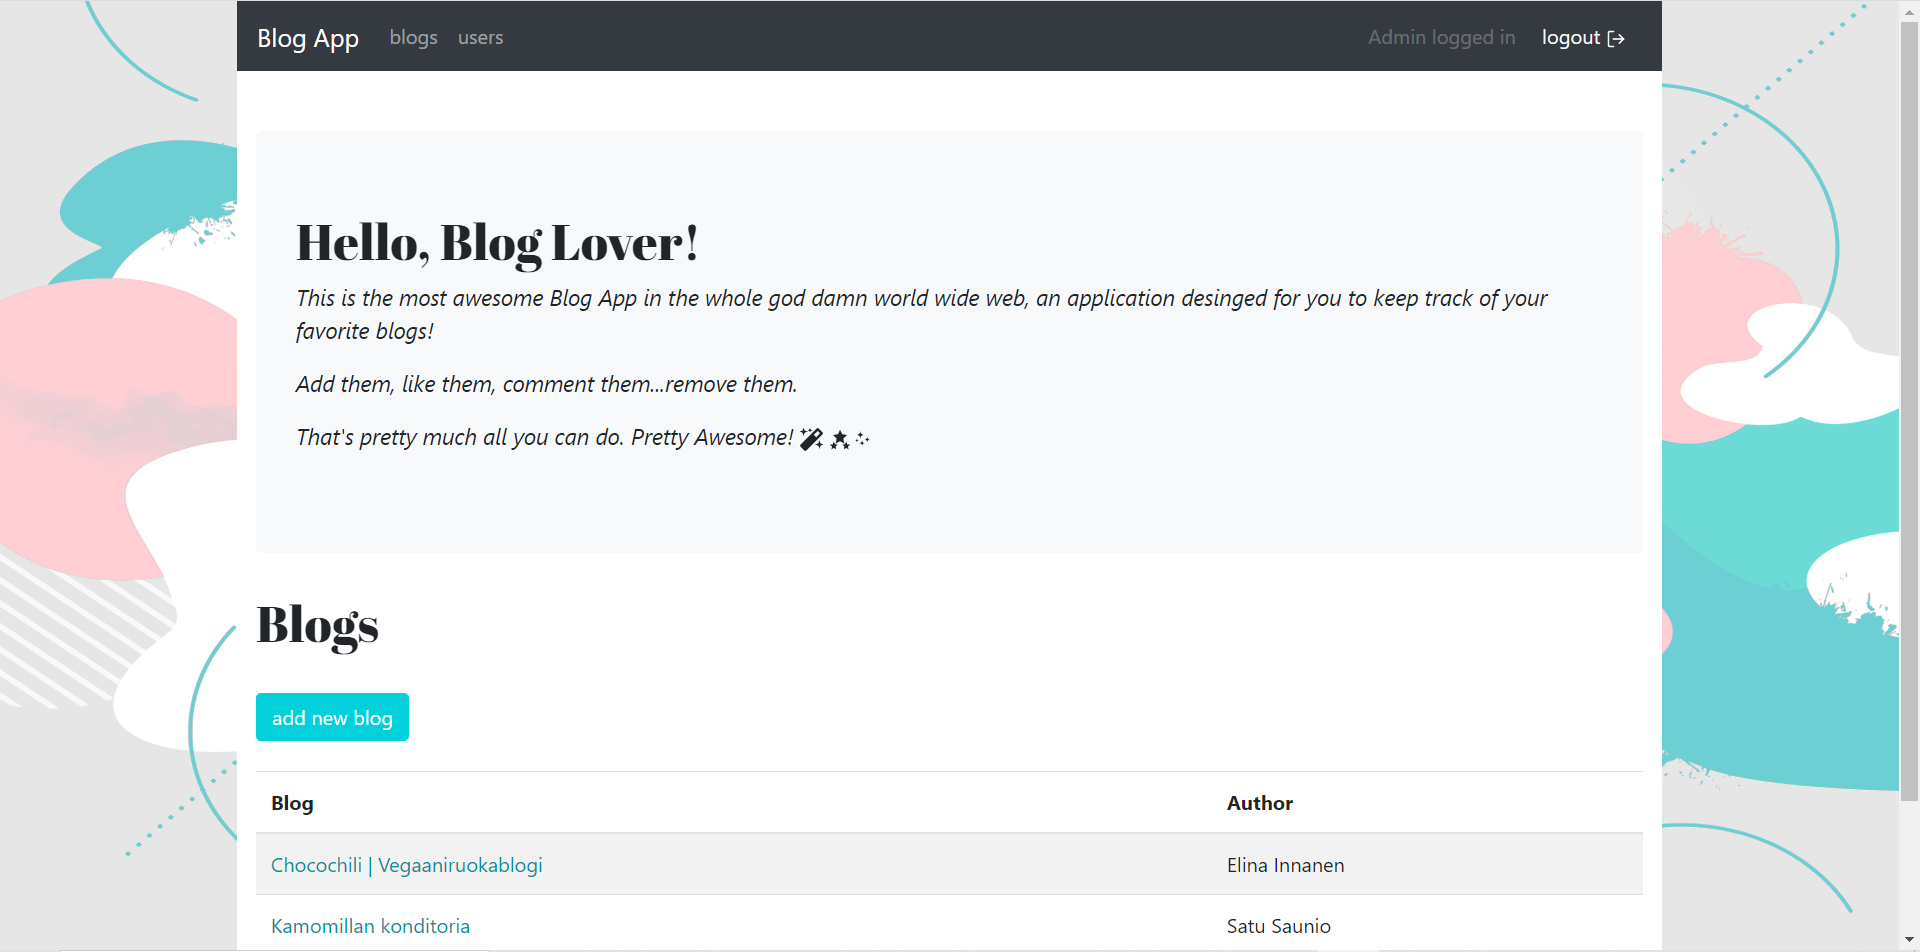 Blog App blogs users Admin logged in logout
Hello, Blog Lover!
This is the most awesome Blog App in the whole god damn world wide web, an application desinged for you to keep track of your
favorite blogs!
Add them, like them, comment them...remove them.
That's pretty much all you can do. Pretty Awesome!
Blogs
add new blog
Blog Author
Chocochili | Vegaaniruokablogi Elina Innanen
Kamomillan konditoria Satu Saunio